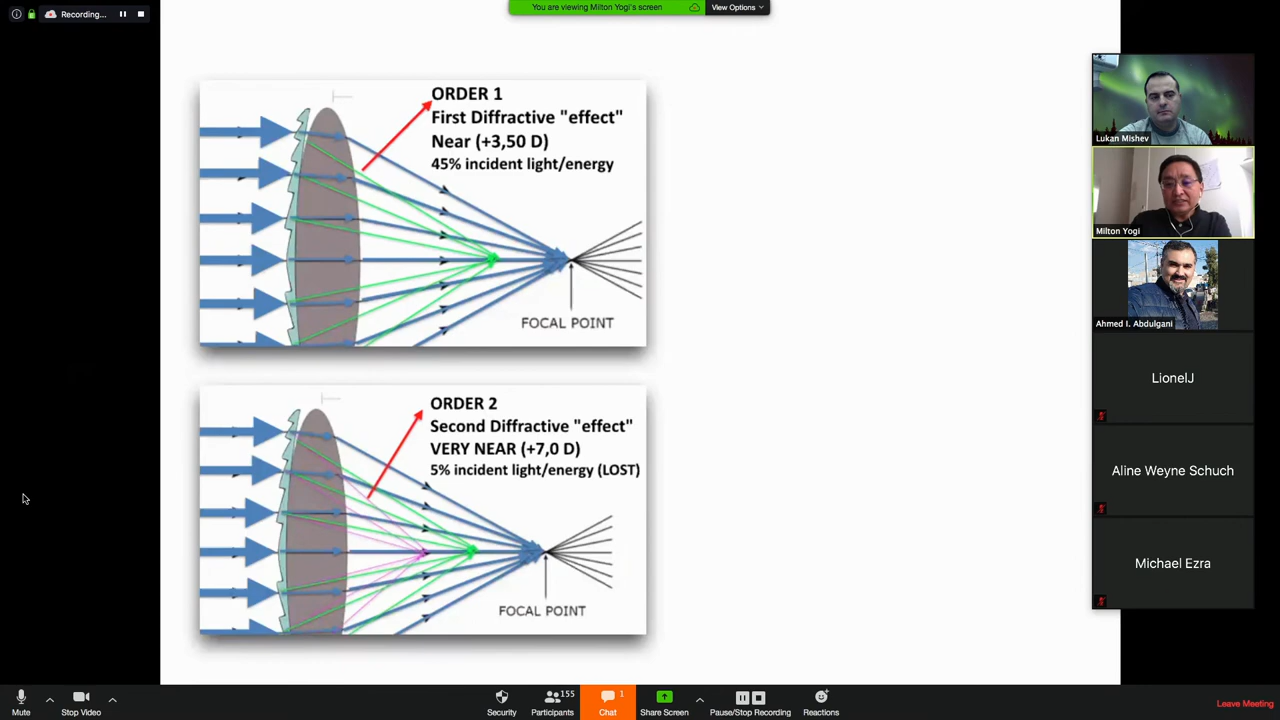 Recording...
You are viewing Milton Yogi's screen
View Options
ORDER 1
First Diffractive "effect"
Near (+3,50 D)
45% incident light/energy
FOCAL POINT
ORDER 2
Second Diffractive "effect"
VERY NEAR (+7,0 D)
5% incident light/energy (LOST)
FOCAL POINT
Lukan Mishev
Milton Yogi
Ahmed I. Abdulgani
LionelJ
Aline Weyne Schuch
Michael Ezra
Mute
Stop Video
Security
155
Participants
1
Chat
Share Screen
Pause/Stop Recording
Reactions
Leave Meeting